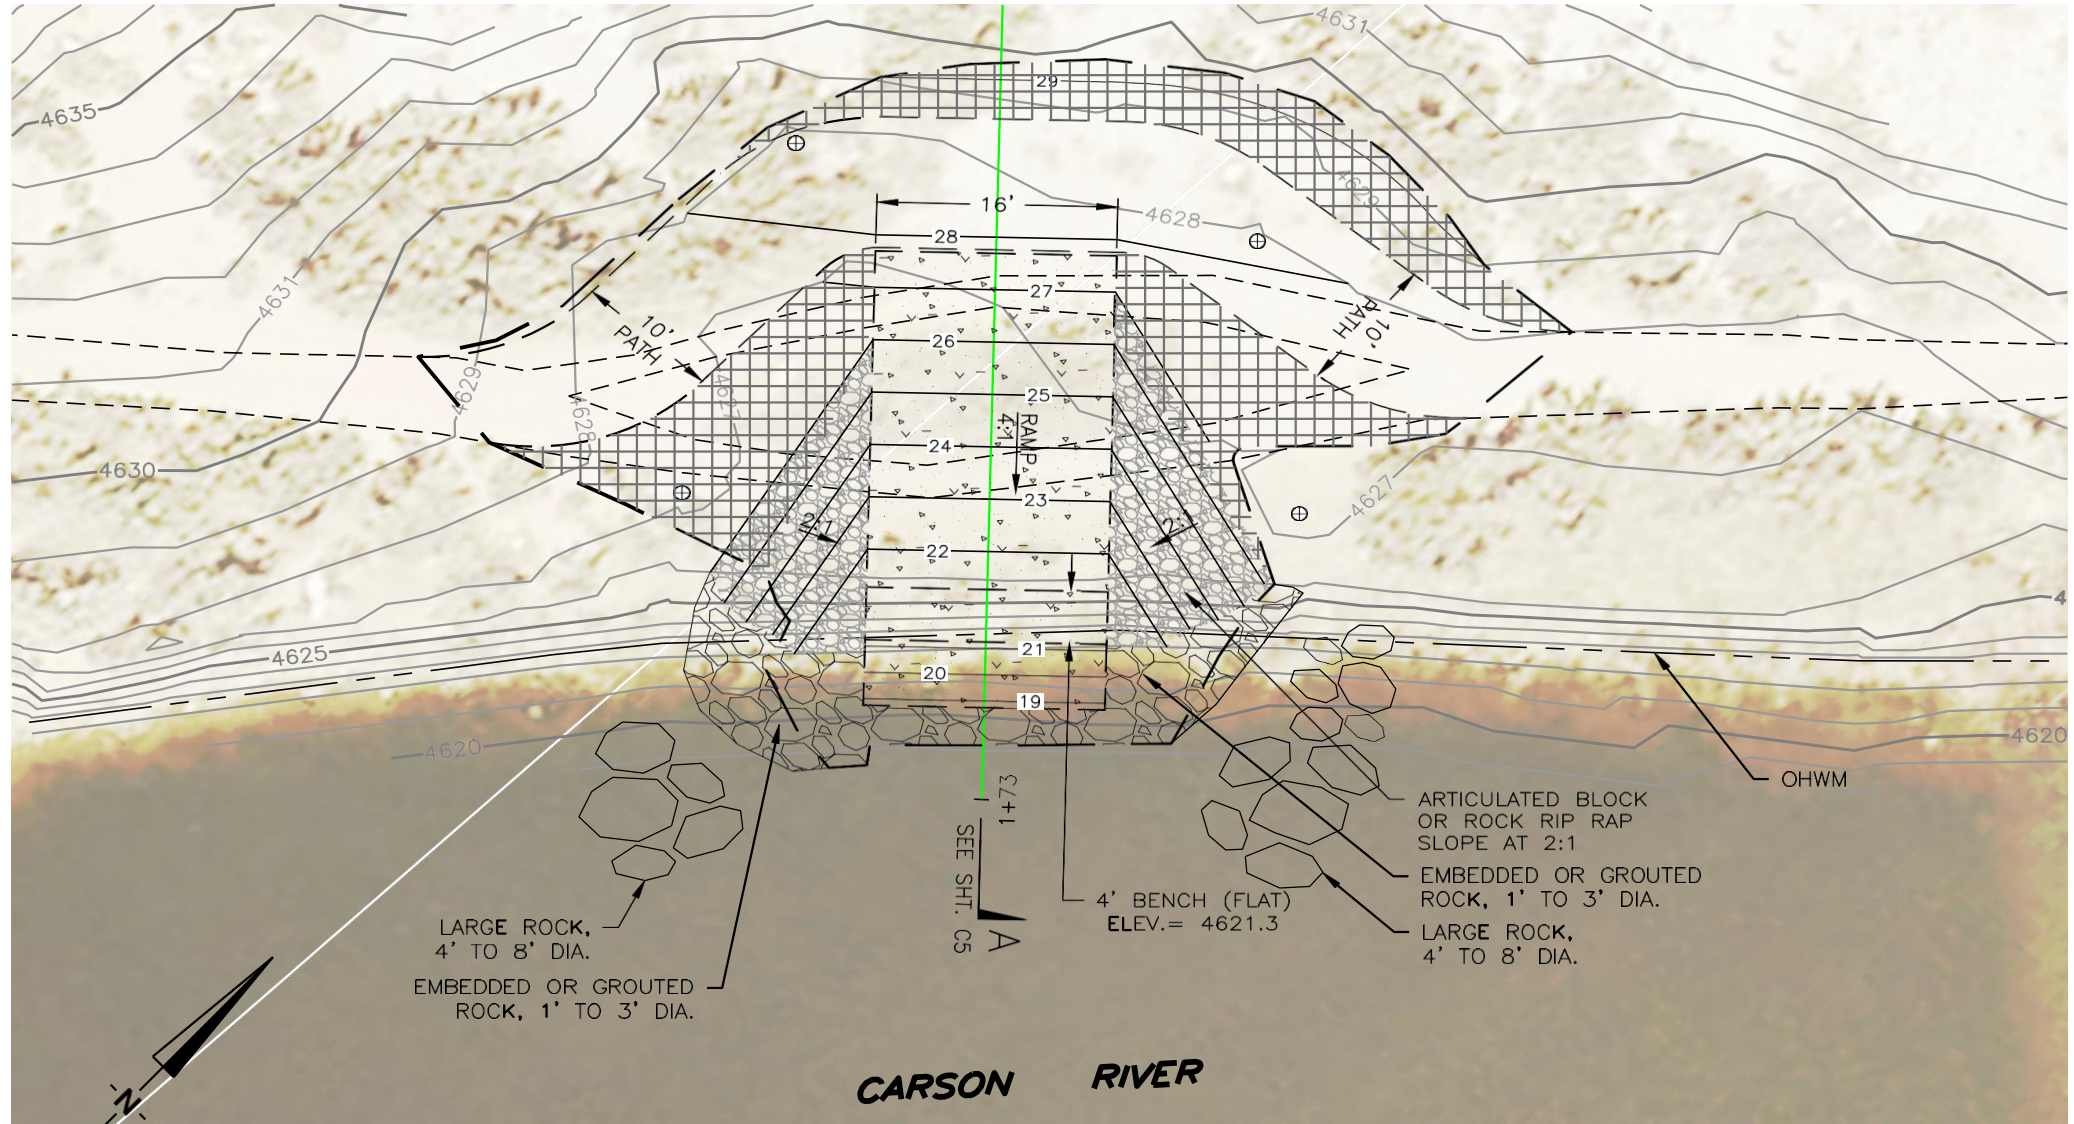 4631
4635
29
4629
16'
4628
28
4631
27
10'
PATH
10'
PATH
26
4629
4627
4628
25
RAMP
4:1
24
4630
23
4627
2:1
2:1
22
4625
21
20
19
4620
4620
OHWM
1+73
SEE SHT. C5
A
ARTICULATED BLOCK
OR ROCK RIP RAP
SLOPE AT 2:1
EMBEDDED OR GROUTED
ROCK, 1' TO 3' DIA.
4' BENCH (FLAT)
ELEV.= 4621.3
LARGE ROCK,
4' TO 8' DIA.
LARGE ROCK,
4' TO 8' DIA.
EMBEDDED OR GROUTED
ROCK, 1' TO 3' DIA.
N
CARSON RIVER